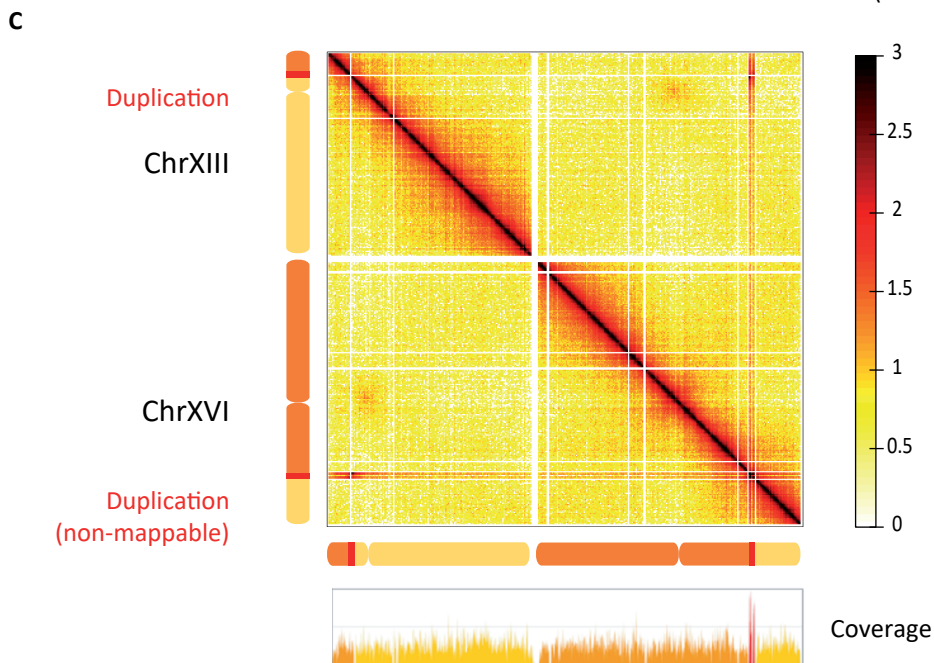 C
Duplication
ChrXIII
ChrXVI
Duplication
(non-mappable)
3
2.5
2
1.5
1
0.5
0
Coverage